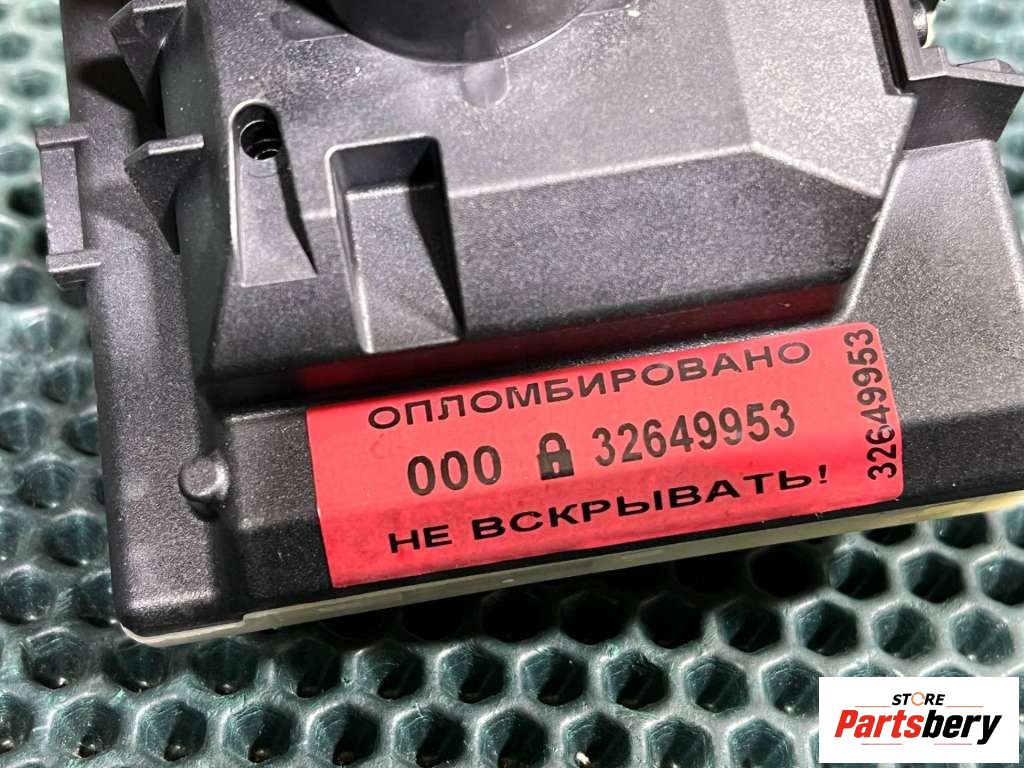 ОПЛОМБИРОВАНО
000 32649953
НЕ ВСКРЫВАТЬ!
32649953
STORE
Partsbery